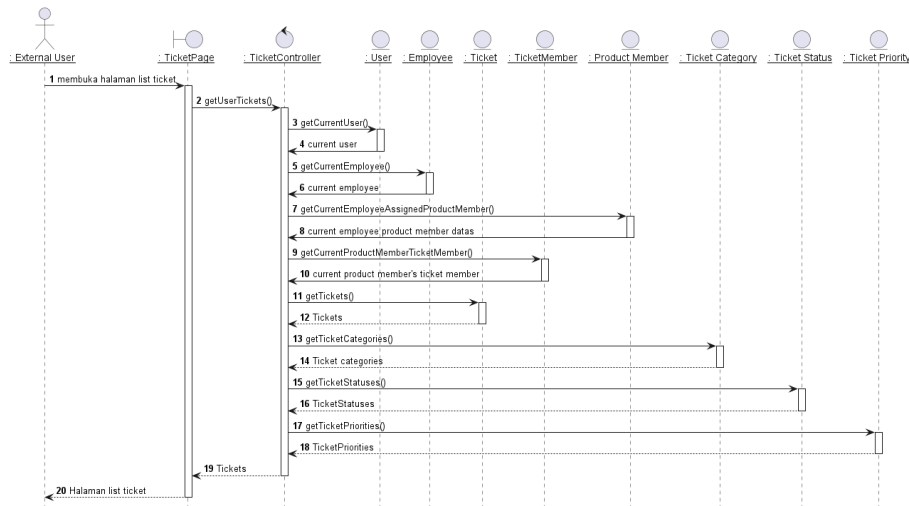 : External User
: TicketPage
: TicketController
: User
: Employee
: Ticket
: TicketMember
: Product Member
: Ticket Category
: Ticket Status
: Ticket Priority
1 membuka halaman list ticket
2 getUserTickets()
3 getCurrentUser()
4 current user
5 getCurrentEmployee()
6 current employee
7 getCurrentEmployeeAssignedProductMember()
8 current employee product member datas
9 getCurrentProductMemberTicketMember()
10 current product member's ticket member
11 getTickets()
12 Tickets
13 getTicketCategories()
14 Ticket categories
15 getTicketStatuses()
16 TicketStatuses
17 getTicketPriorities()
18 TicketPriorities
19 Tickets
20 Halaman list ticket